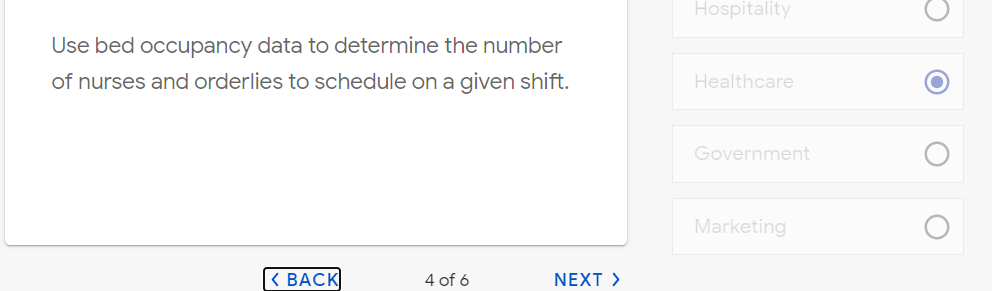 Hospitality
Use bed occupancy data to determine the number
of nurses and orderlies to schedule on a given shift.
Healthcare
Government
Marketing
< BACK
4 of 6
NEXT >